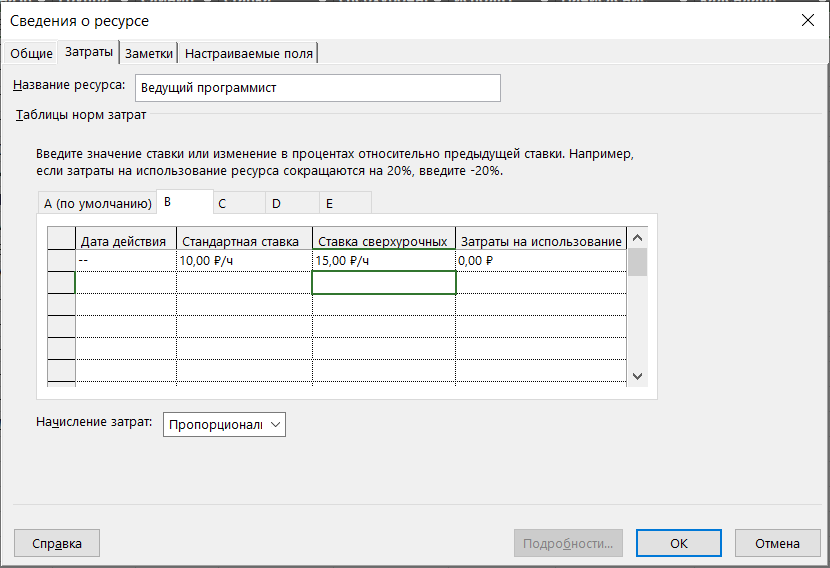 Сведения о ресурсе
Общие Затраты Заметки Настраиваемые поля
Название ресурса: Ведущий программист
Таблицы норм затрат
Введите значение ставки или изменение в процентах относительно предыдущей ставки. Например,
если затраты на использование ресурса сокращаются на 20%, введите -20%.
A (по умолчанию) B C D E
Дата действия Стандартная ставка Ставка сверхурочных Затраты на использование
-- 10,00 ₽/ч 15,00 ₽/ч 0,00 ₽
Начисление затрат: Пропорционалі
Справка Подробности... ОК Отмена